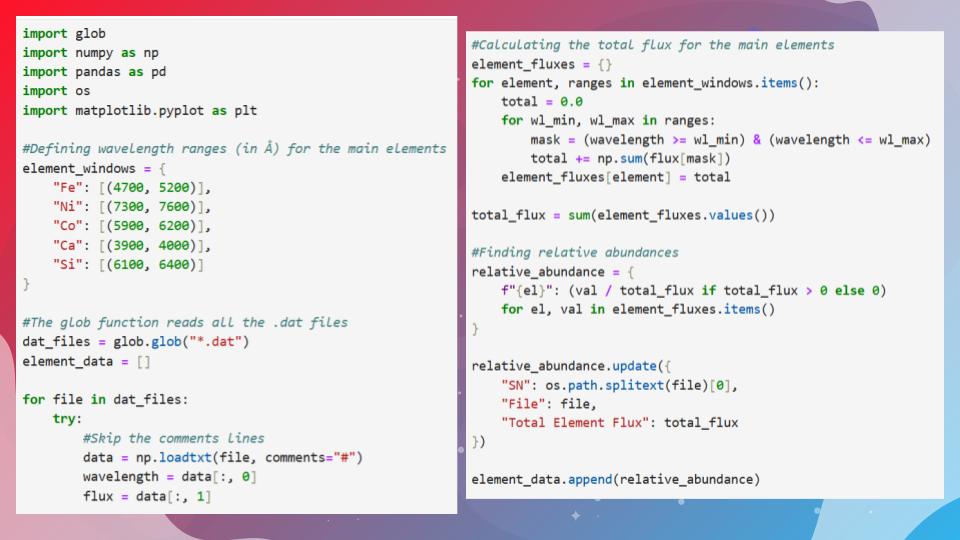 import glob
import numpy as np
import pandas as pd
import os
import matplotlib.pyplot as plt

#Defining wavelength ranges (in Å) for the main elements
element_windows = {
    "Fe": [(4700, 5200)],
    "Ni": [(7300, 7600)],
    "Co": [(5900, 6200)],
    "Ca": [(3900, 4000)],
    "Si": [(6100, 6400)]
}

#The glob function reads all the .dat files
dat_files = glob.glob("*.dat")
element_data = []

for file in dat_files:
    try:
        #Skip the comments lines
        data = np.loadtxt(file, comments="#")
        wavelength = data[:, 0]
        flux = data[:, 1]

#Calculating the total flux for the main elements
element_fluxes = {}
for element, ranges in element_windows.items():
    total = 0.0
    for wl_min, wl_max in ranges:
        mask = (wavelength >= wl_min) & (wavelength <= wl_max)
        total += np.sum(flux[mask])
    element_fluxes[element] = total

total_flux = sum(element_fluxes.values())

#Finding relative abundances
relative_abundance = {
    f"{el}": (val / total_flux if total_flux > 0 else 0)
    for el, val in element_fluxes.items()
}

relative_abundance.update({
    "SN": os.path.splitext(file)[0],
    "File": file,
    "Total Element Flux": total_flux
})

element_data.append(relative_abundance)